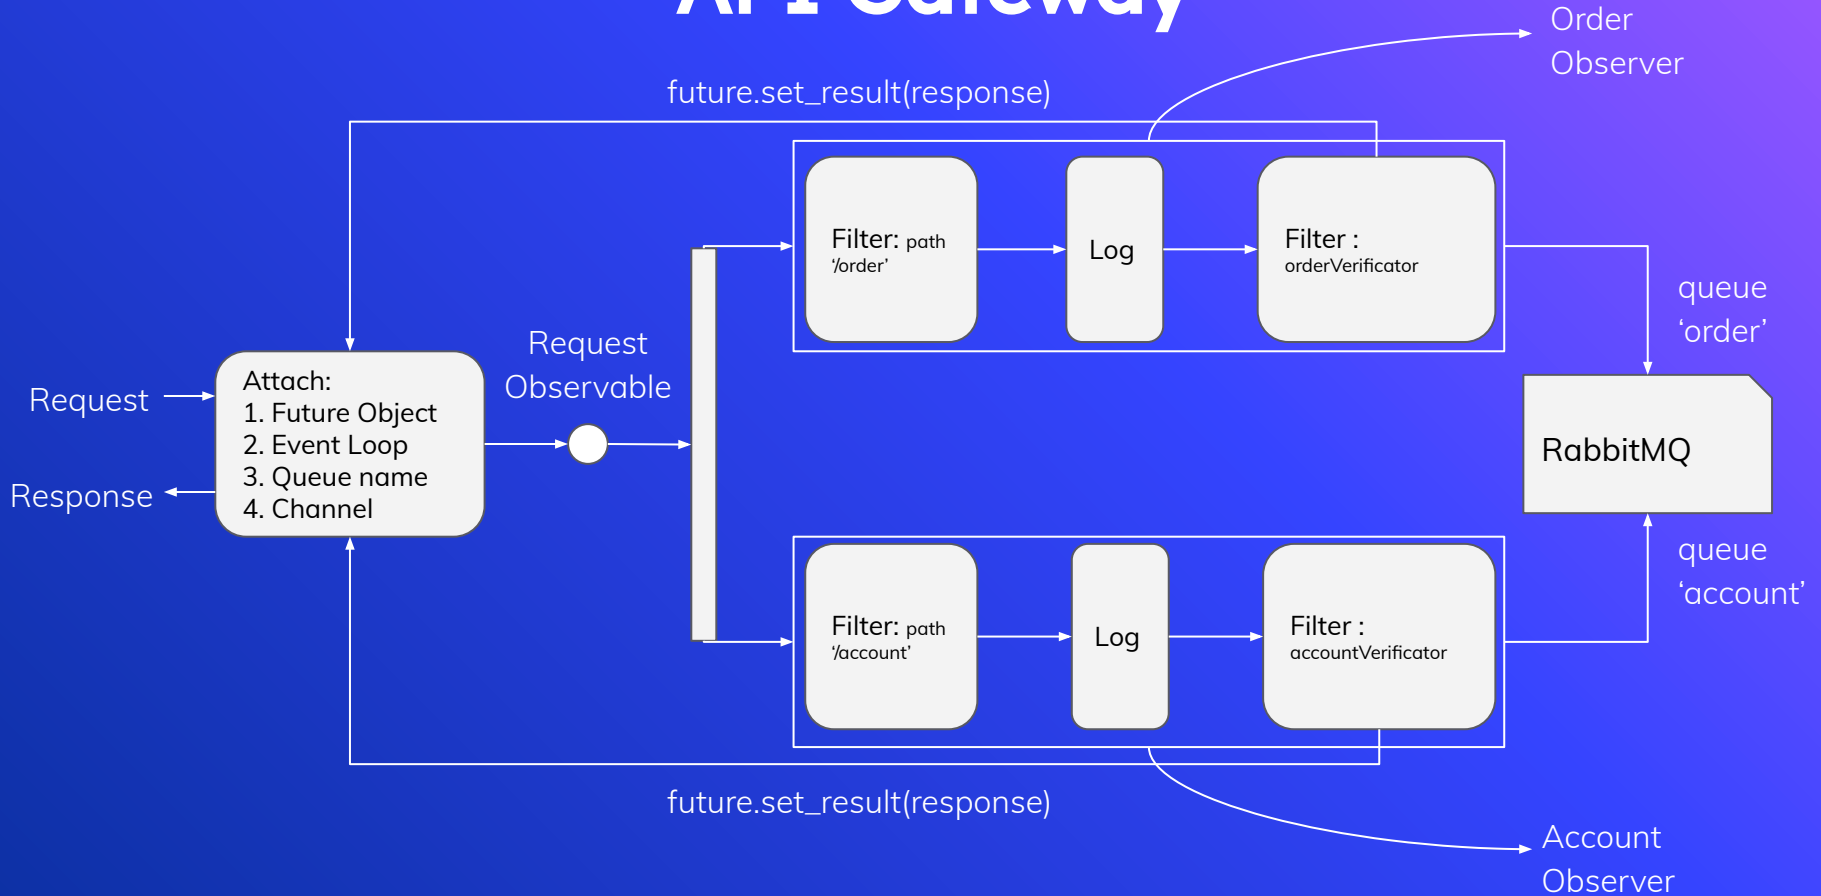 API Gateway
Order
Observer
future.set_result(response)
Filter: path
‘/order’
Log
Filter :
orderVerificator
queue
‘order’
Request
Observable
Request
Response
Attach:
1. Future Object
2. Event Loop
3. Queue name
4. Channel
RabbitMQ
queue
‘account’
Filter: path
‘/account’
Log
Filter :
accountVerificator
future.set_result(response)
Account
Observer